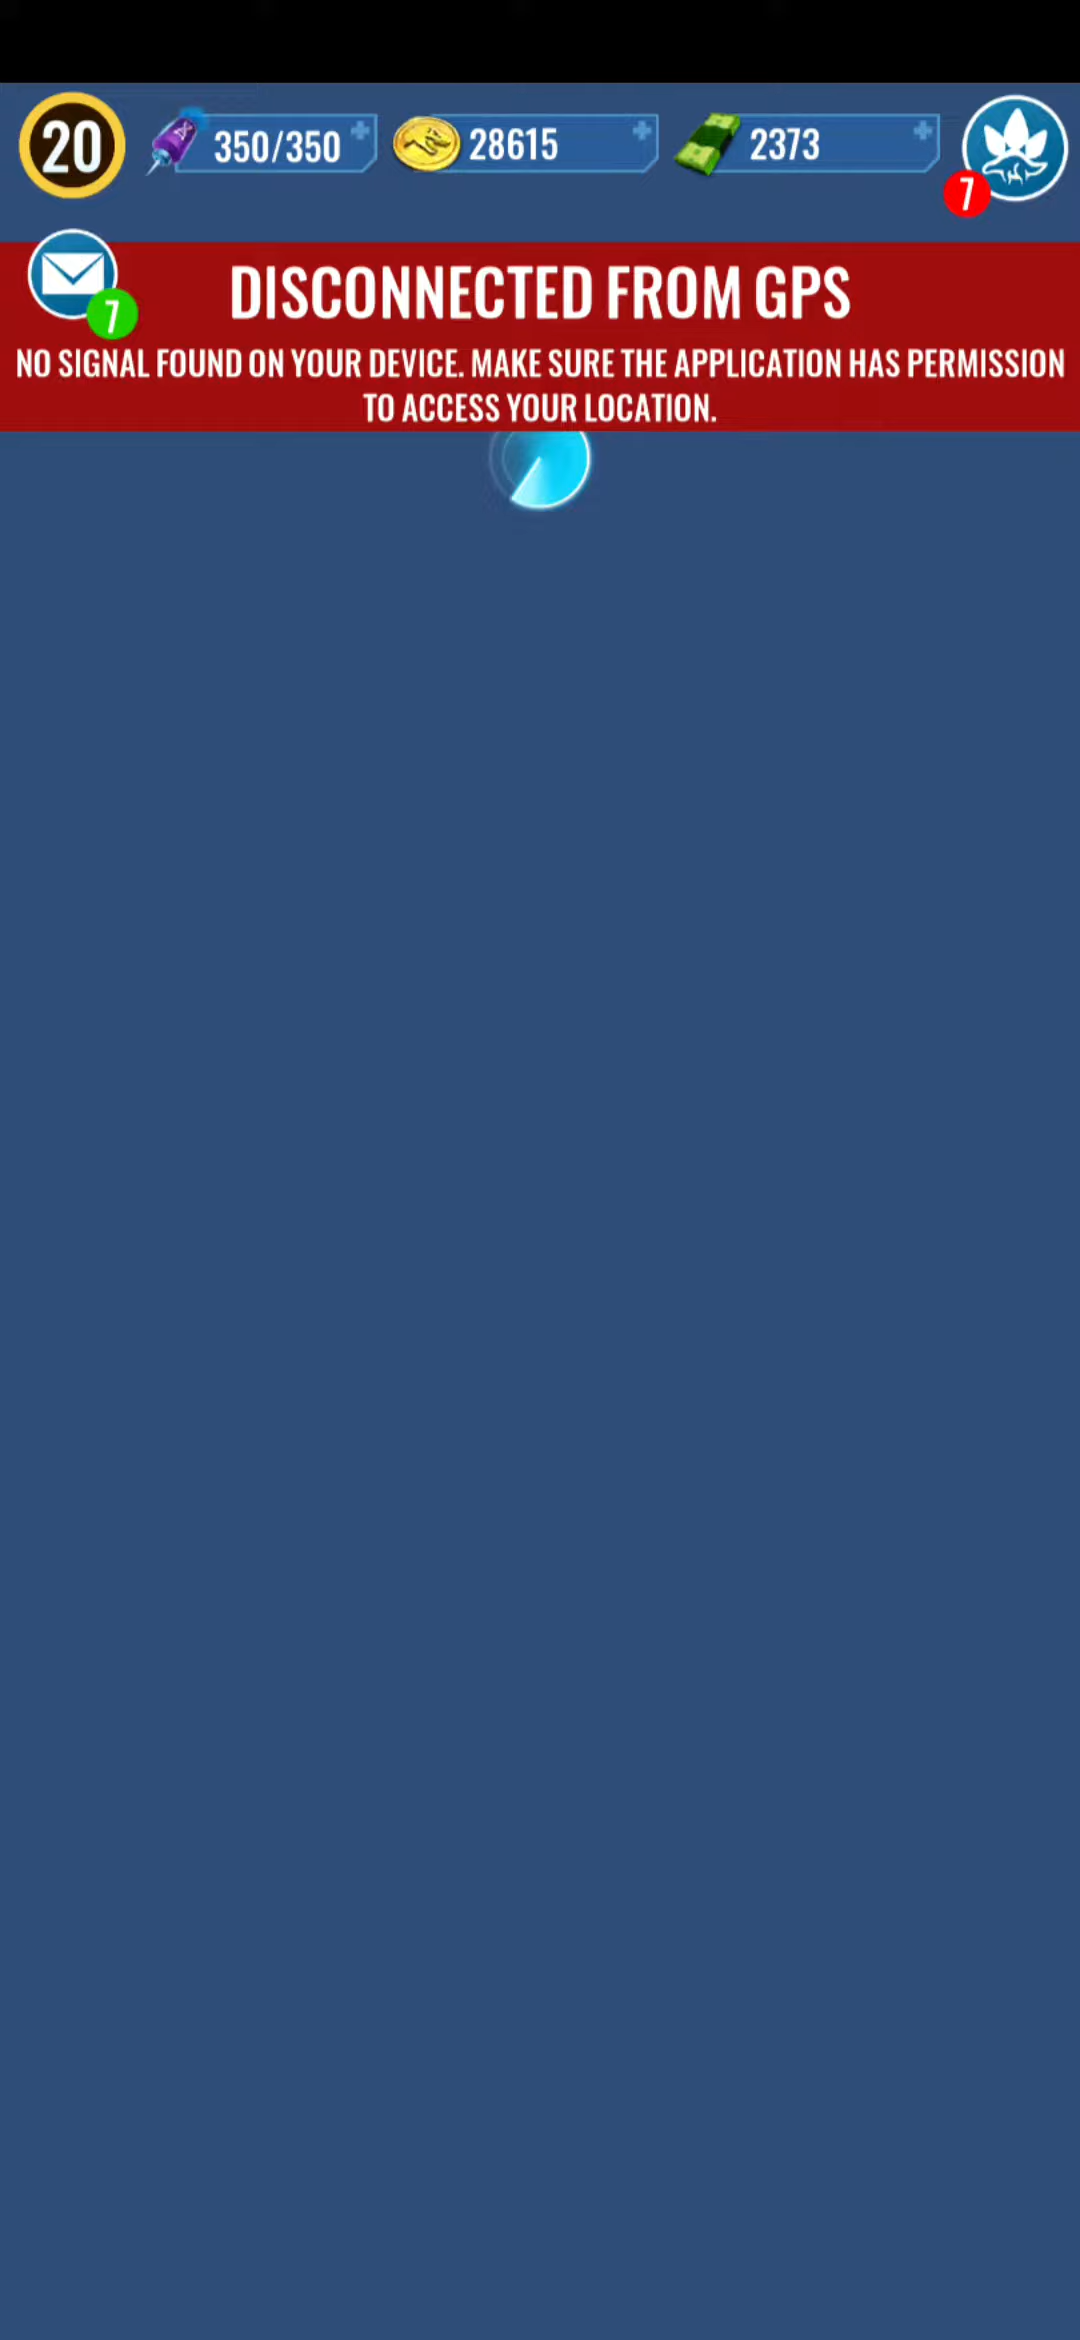 20
350/350
28615
2373
7
7
DISCONNECTED FROM GPS
NO SIGNAL FOUND ON YOUR DEVICE. MAKE SURE THE APPLICATION HAS PERMISSION
TO ACCESS YOUR LOCATION.